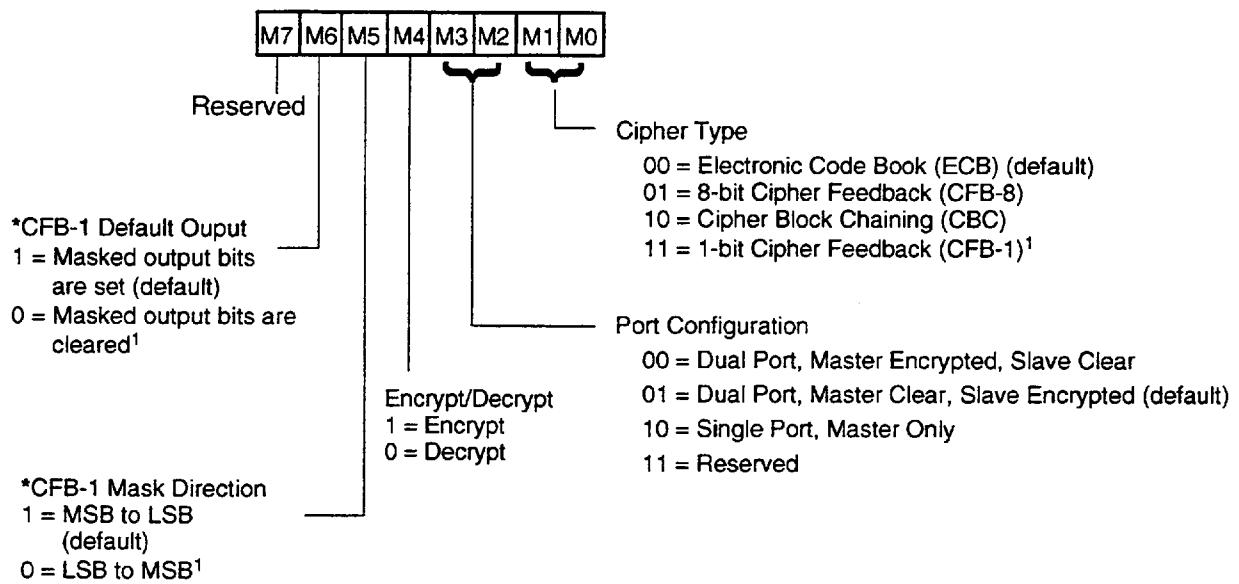 M7 M6 M5 M4 M3 M2 M1 M0
Reserved
Cipher Type
00 = Electronic Code Book (ECB) (default)
01 = 8-bit Cipher Feedback (CFB-8)
10 = Cipher Block Chaining (CBC)
11 = 1-bit Cipher Feedback (CFB-1)¹
*CFB-1 Default Ouput
1 = Masked output bits
are set (default)
0 = Masked output bits are
cleared¹
Port Configuration
00 = Dual Port, Master Encrypted, Slave Clear
01 = Dual Port, Master Clear, Slave Encrypted (default)
10 = Single Port, Master Only
11 = Reserved
Encrypt/Decrypt
1 = Encrypt
0 = Decrypt
*CFB-1 Mask Direction
1 = MSB to LSB
(default)
0 = LSB to MSB¹